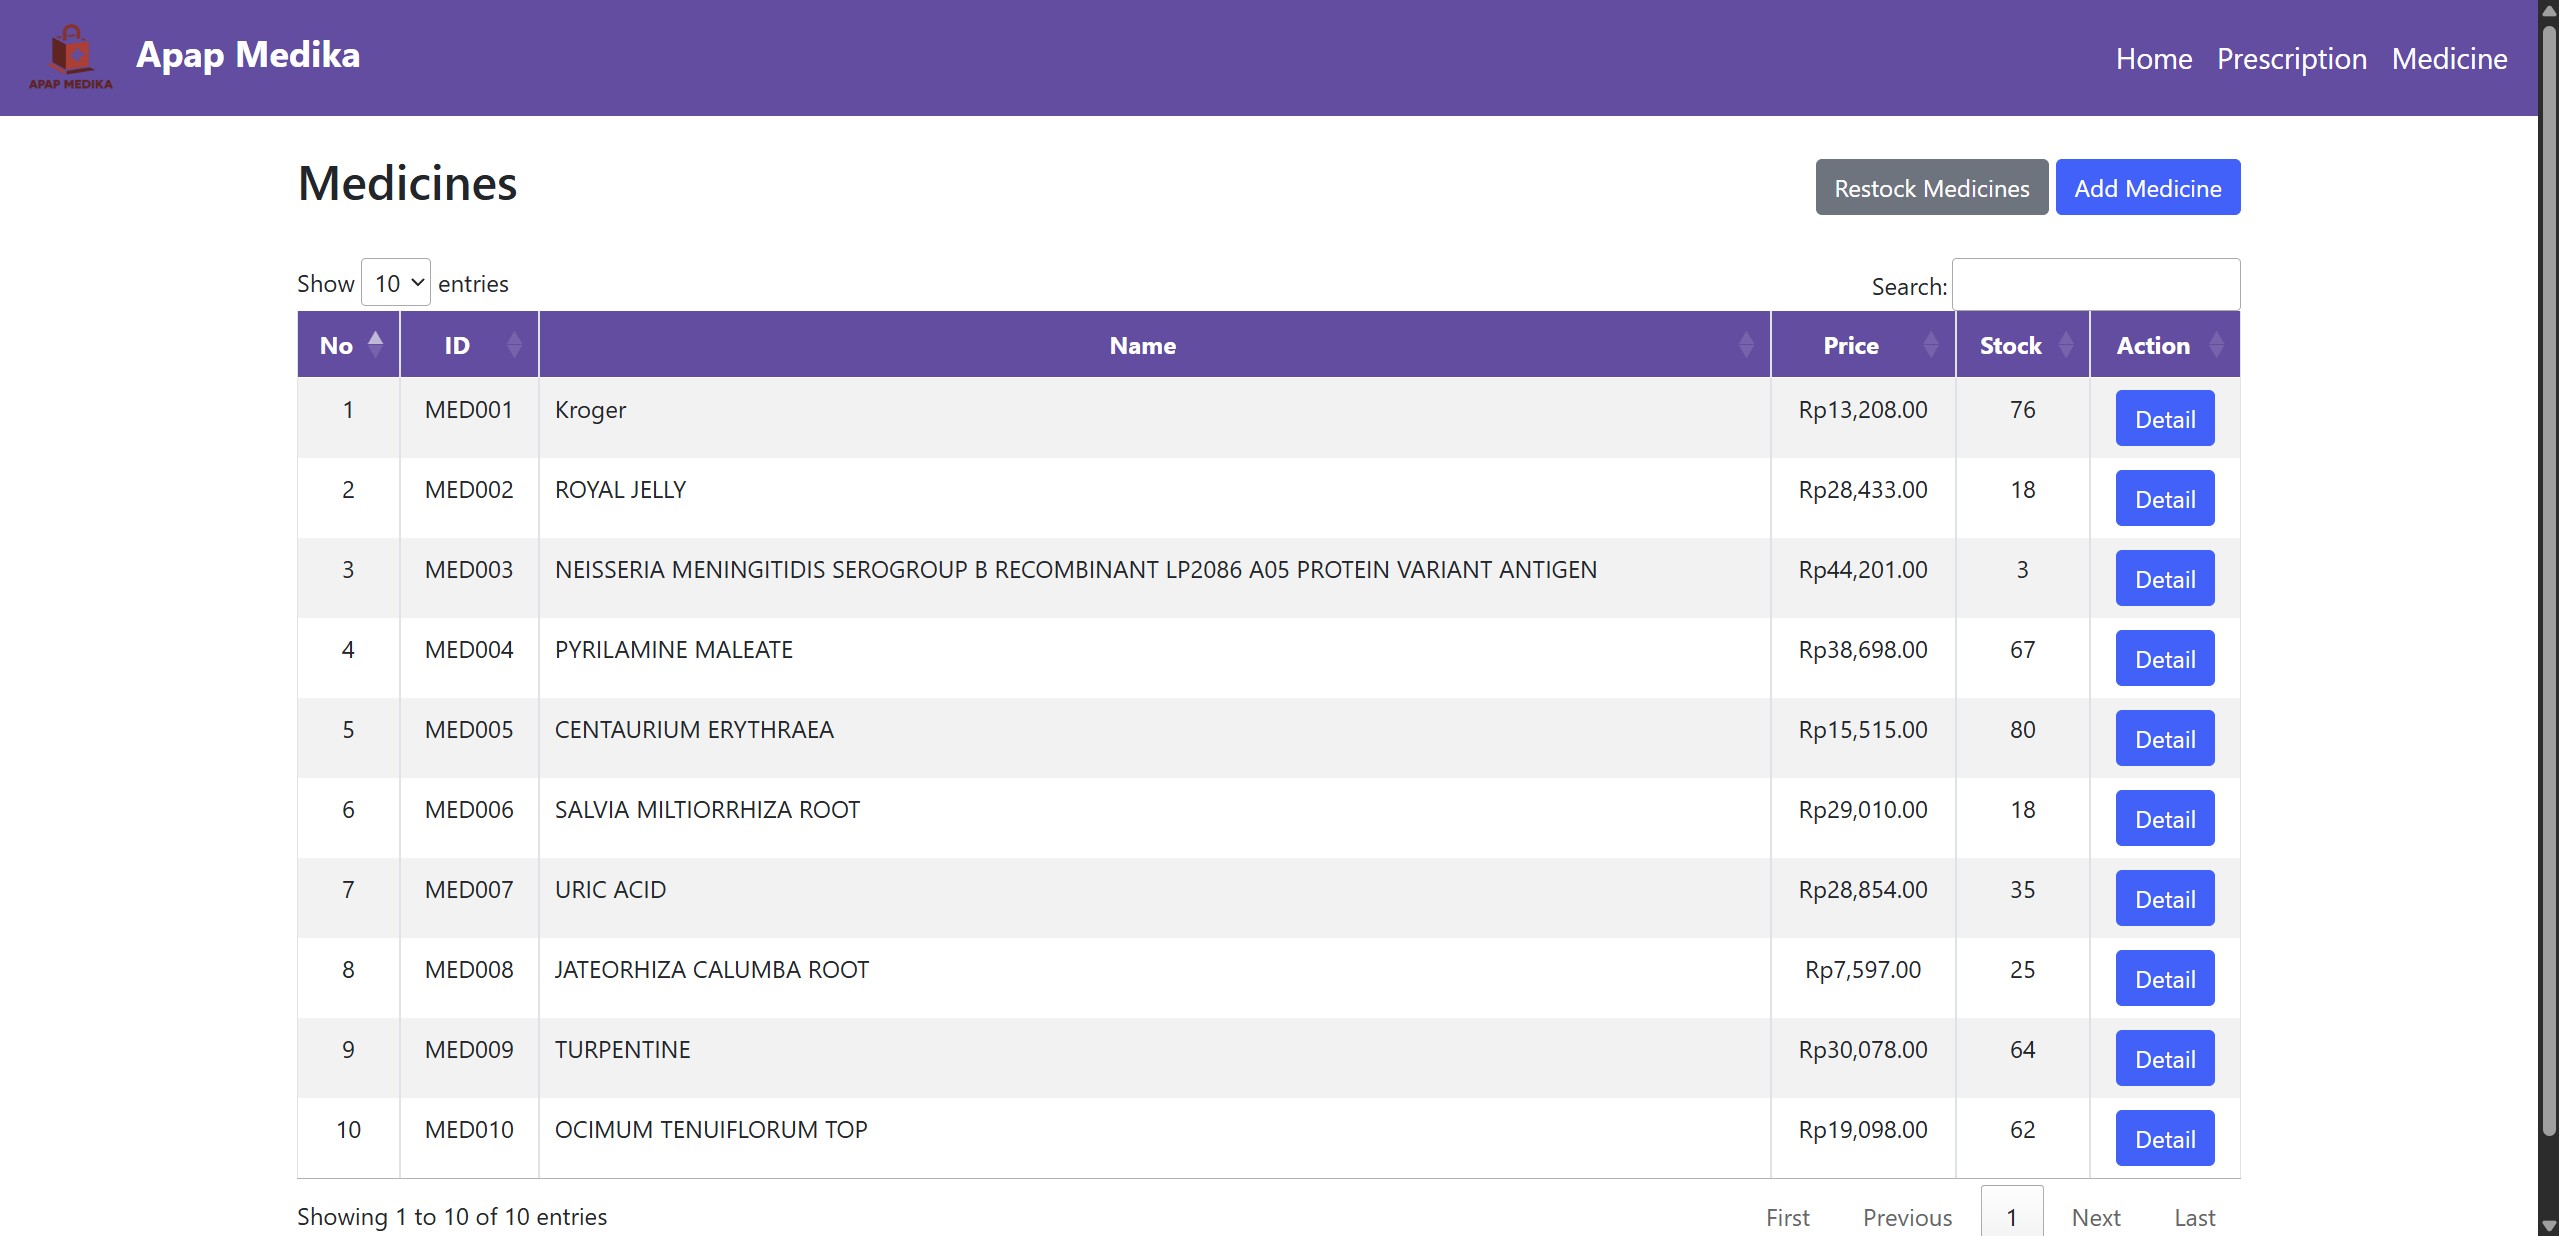 APAP MEDIKA
Apap Medika
Home Prescription Medicine
Medicines
Restock Medicines Add Medicine
Show 10 entries
Search:
No ID Name Price Stock Action
1 MED001 Kroger Rp13,208.00 76 Detail
2 MED002 ROYAL JELLY Rp28,433.00 18 Detail
3 MED003 NEISSERIA MENINGITIDIS SEROGROUP B RECOMBINANT LP2086 A05 PROTEIN VARIANT ANTIGEN Rp44,201.00 3 Detail
4 MED004 PYRILAMINE MALEATE Rp38,698.00 67 Detail
5 MED005 CENTAURIUM ERYTHRAEA Rp15,515.00 80 Detail
6 MED006 SALVIA MILTIORRHIZA ROOT Rp29,010.00 18 Detail
7 MED007 URIC ACID Rp28,854.00 35 Detail
8 MED008 JATEORHIZA CALUMBA ROOT Rp7,597.00 25 Detail
9 MED009 TURPENTINE Rp30,078.00 64 Detail
10 MED010 OCIMUM TENUIFLORUM TOP Rp19,098.00 62 Detail
Showing 1 to 10 of 10 entries
First Previous 1 Next Last